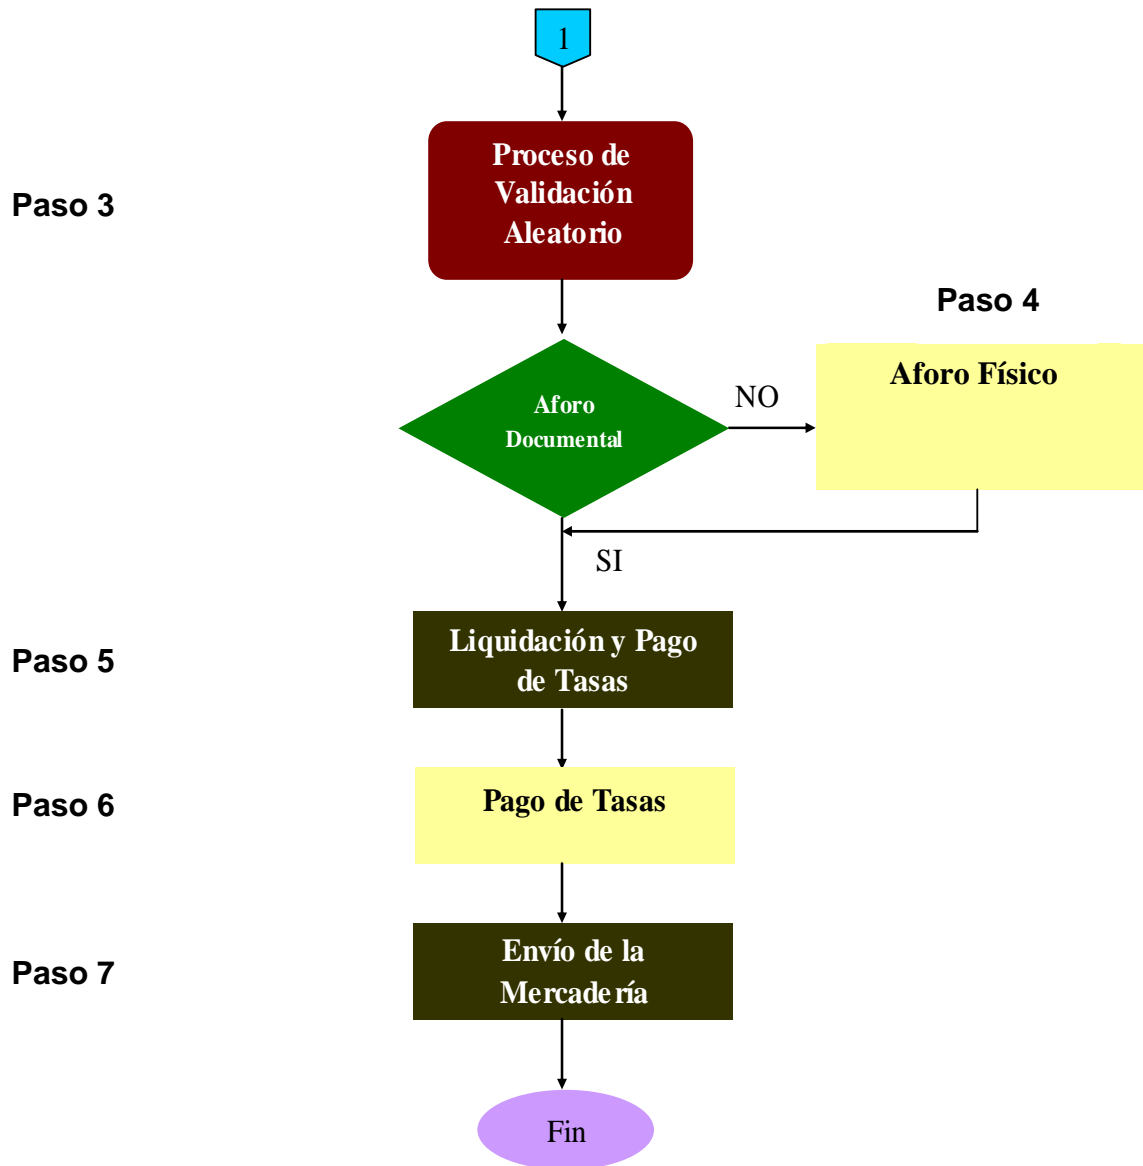 1
Proceso de
Validación
Aleatorio
Paso 3
Paso 4
Aforo Físico
Aforo
Documental
NO
SI
Paso 5
Liquidación y Pago
de Tasas
Paso 6
Pago de Tasas
Paso 7
Envío de la
Mercadería
Fin